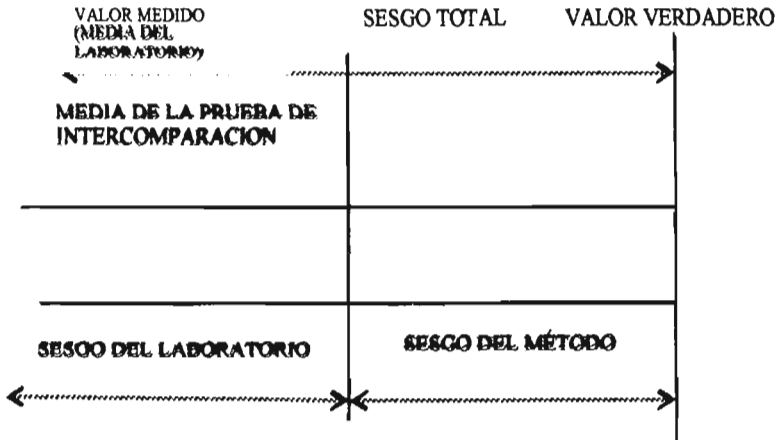 VALOR MEDIDO
(MEDIA DEL
LABORATORIO)
SESGO TOTAL
VALOR VERDADERO
MEDIA DE LA PRUEBA DE
INTERCOMPARACION
SESGO DEL LABORATORIO
SESGO DEL MÉTODO